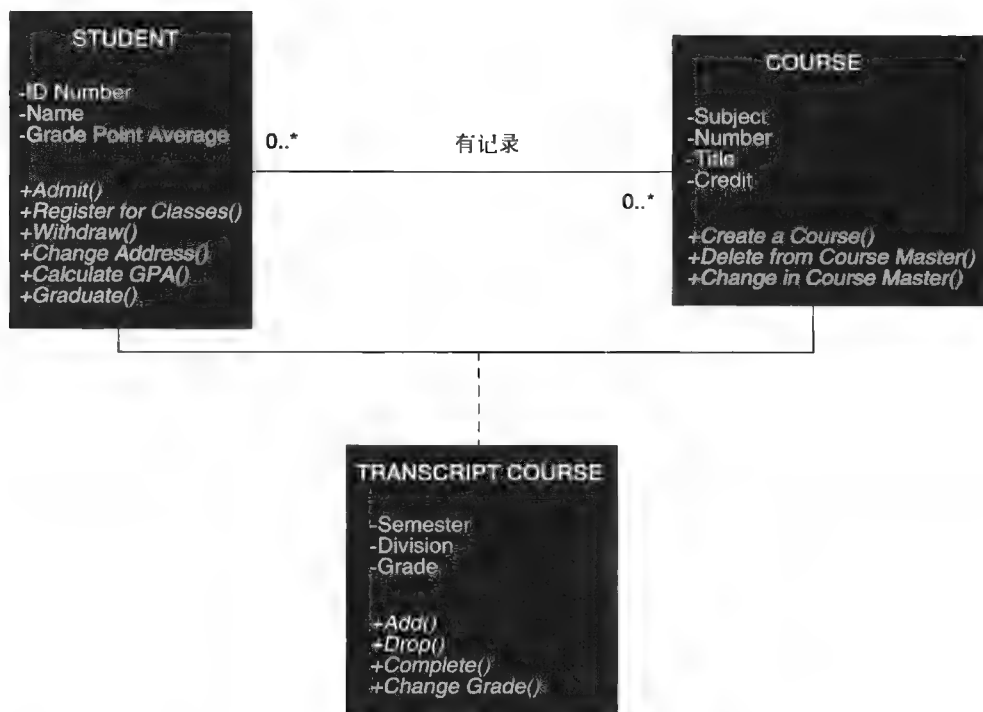 STUDENT
-ID Number
-Name
-Grade Point Average
+Admit()
+Register for Classes()
+Withdraw()
+Change Address()
+Calculate GPA()
+Graduate()
0..*
有记录
0..*
COURSE
-Subject
-Number
-Title
-Credit
+Create a Course()
+Delete from Course Master()
+Change in Course Master()
TRANSCRIPT COURSE
-Semester
-Division
-Grade
+Add()
+Drop()
+Complete()
+Change Grade()